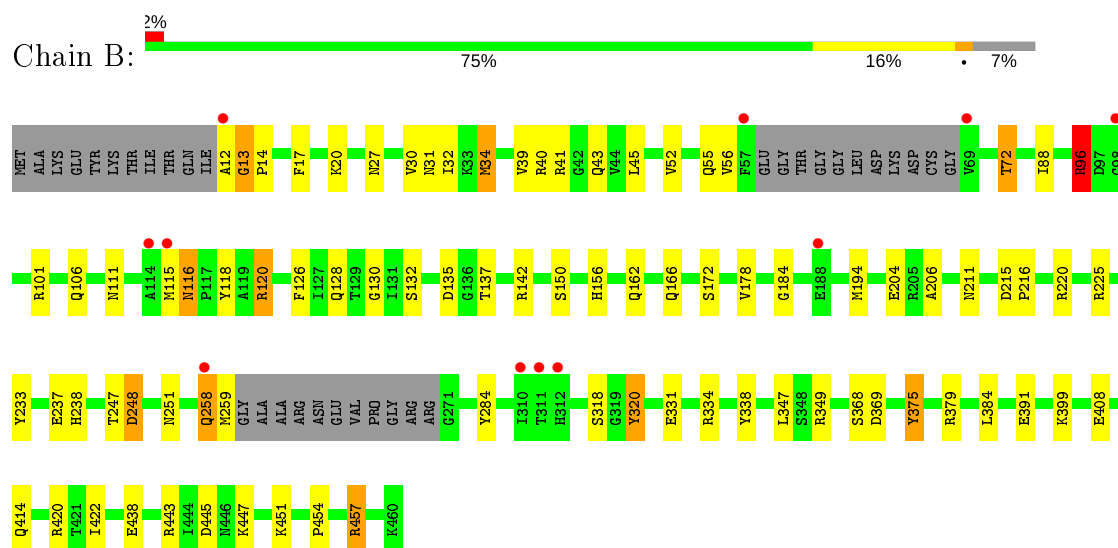 2%
Chain B:
75% 16% • 7%
MET ALA LYS GLU TYR LYS THR ILE THR GLN ILE A12 G13 P14 F17 K20 N27 V30 N31 I32 K33 M34 V39 R40 R41 G42 Q43 V44 L45 V52 Q55 V56 F57 GLU GLY THR GLY GLY LEU ASP LYS ASP CYS GLY V69 T72 I88 R96 D97 G98
R101 Q106 N111 A114 M115 N116 P117 Y118 A119 R120 F126 I127 Q128 T129 G130 I131 S132 D135 G136 T137 R142 S150 H156 Q162 Q166 S172 V178 G184 E188 M194 E204 R205 A206 N211 D215 P216 R220 R225
Y233 E237 H238 T247 D248 N251 Q258 M259 GLY ALA ALA ARG ASN GLU VAL PRO GLY ARG ARG G271 Y284 I310 T311 H312 S318 G319 Y320 E331 R334 Y338 L347 S348 R349 S368 D369 Y375 R379 L384 E391 K399 E408
Q414 R420 T421 I422 E438 R443 I444 D445 N446 K447 K451 P454 R457 K460